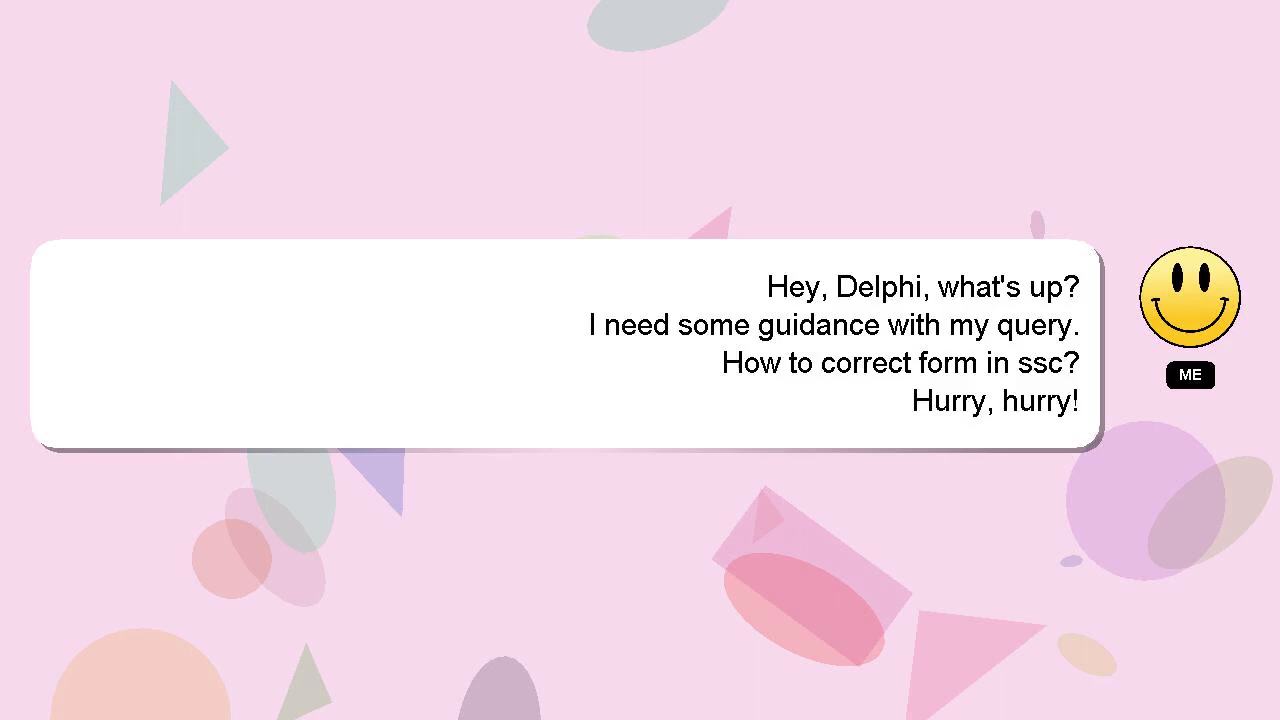 Hey, Delphi, what's up?
I need some guidance with my query.
How to correct form in ssc?
Hurry, hurry!
ME